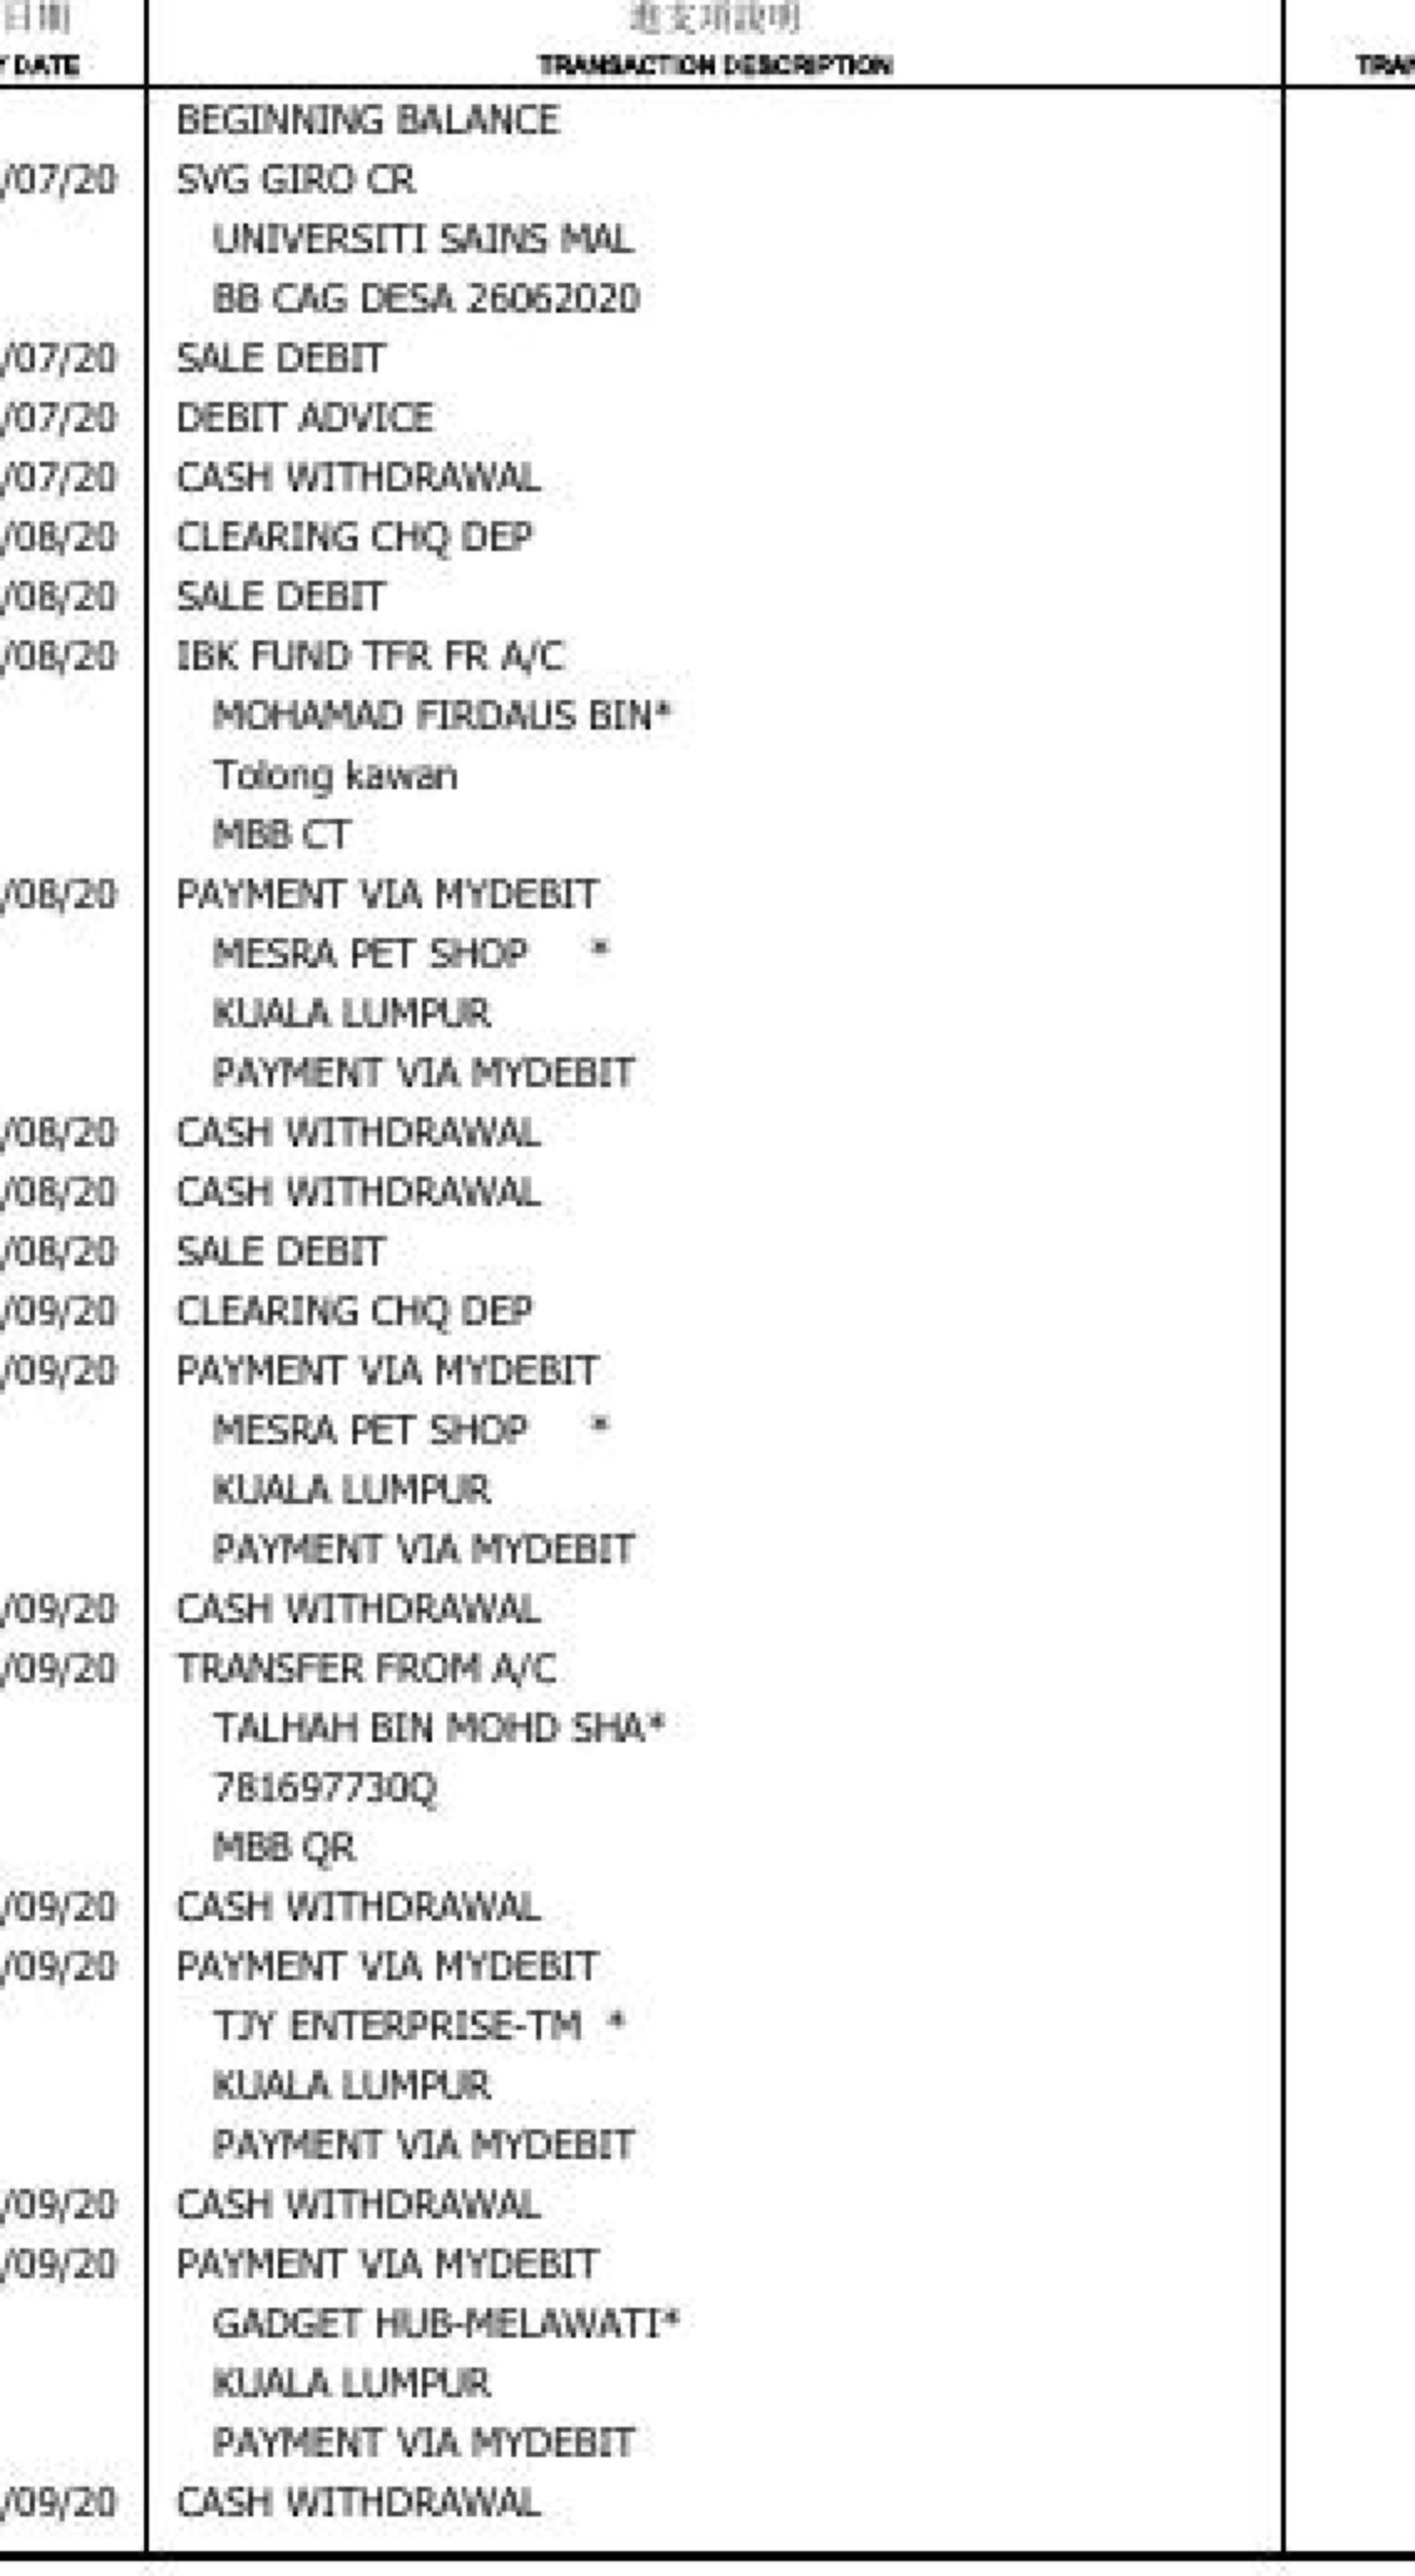 日期 進支項說明
Y DATE TRANSACTION DESCRIPTION TRAN
BEGINNING BALANCE
/07/20 SVG GIRO CR
UNIVERSITI SAINS MAL
BB CAG DESA 26062020
/07/20 SALE DEBIT
/07/20 DEBIT ADVICE
/07/20 CASH WITHDRAWAL
/08/20 CLEARING CHQ DEP
/08/20 SALE DEBIT
/08/20 IBK FUND TFR FR A/C
MOHAMAD FIRDAUS BIN*
Tolong kawan
MBB CT
/08/20 PAYMENT VIA MYDEBIT
MESRA PET SHOP *
KUALA LUMPUR
PAYMENT VIA MYDEBIT
/08/20 CASH WITHDRAWAL
/08/20 CASH WITHDRAWAL
/08/20 SALE DEBIT
/09/20 CLEARING CHQ DEP
/09/20 PAYMENT VIA MYDEBIT
MESRA PET SHOP *
KUALA LUMPUR
PAYMENT VIA MYDEBIT
/09/20 CASH WITHDRAWAL
/09/20 TRANSFER FROM A/C
TALHAH BIN MOHD SHA*
781697730Q
MBB QR
/09/20 CASH WITHDRAWAL
/09/20 PAYMENT VIA MYDEBIT
TJY ENTERPRISE-TM *
KUALA LUMPUR
PAYMENT VIA MYDEBIT
/09/20 CASH WITHDRAWAL
/09/20 PAYMENT VIA MYDEBIT
GADGET HUB-MELAWATI*
KUALA LUMPUR
PAYMENT VIA MYDEBIT
/09/20 CASH WITHDRAWAL